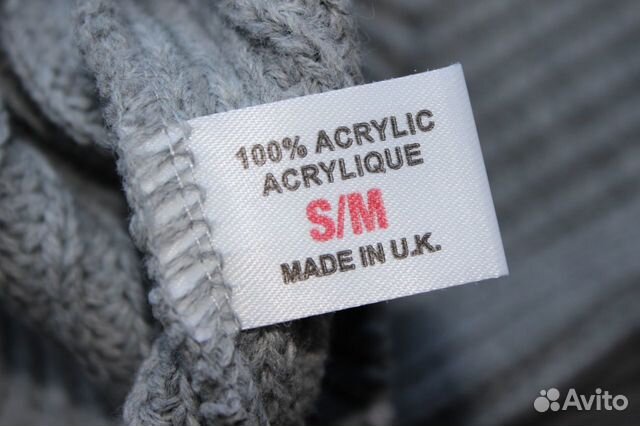 100% ACRYLIC
ACRYLIQUE
S/M
MADE IN U.K.
Avito